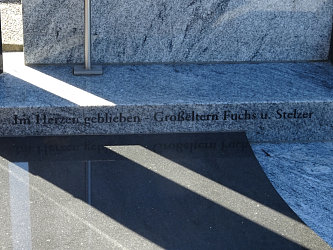 Im Herzen geblieben - Großeltern Fuchs u. Stelzer